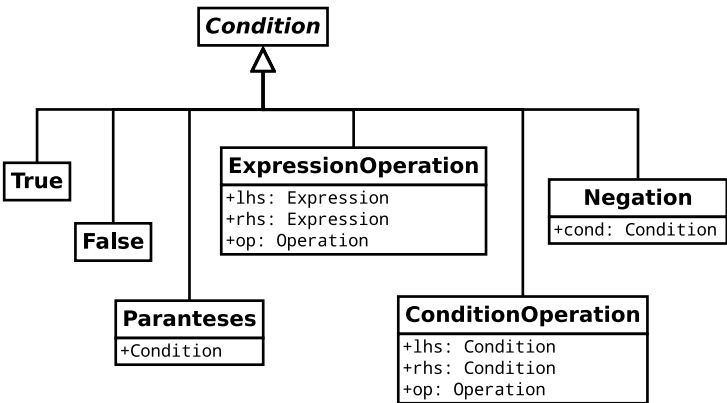 Condition
True
False
Paranteses
+Condition
ExpressionOperation
+lhs: Expression
+rhs: Expression
+op: Operation
ConditionOperation
+lhs: Condition
+rhs: Condition
+op: Operation
Negation
+cond: Condition